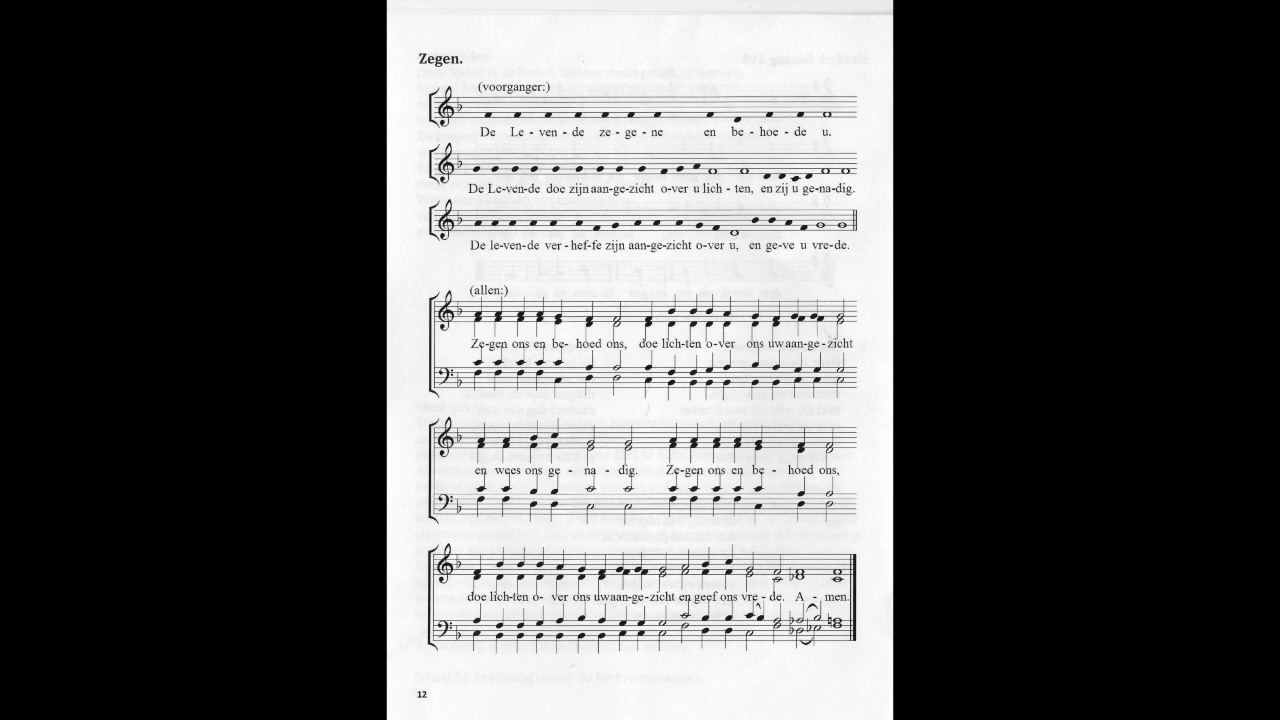 Zegen.
(voorganger:)
De Le - ven - de ze - ge - ne en be - hoe - de u.
De Le-ven-de doe zijn aan-ge-zicht o-ver u lich - ten, en zij u ge-na-dig.
De le-ven-de ver - hef-fe zijn aan-ge-zicht o-ver u, en ge-ve u vre-de.
(allen:)
Ze-gen ons en be- hoed ons, doe lich-ten o-ver ons uw aan-ge-zicht
en wees ons ge - na - dig. Ze-gen ons en be - hoed ons,
doe lich-ten o- ver ons uw aan-ge-zicht en geef ons vre - de. A - men.
12